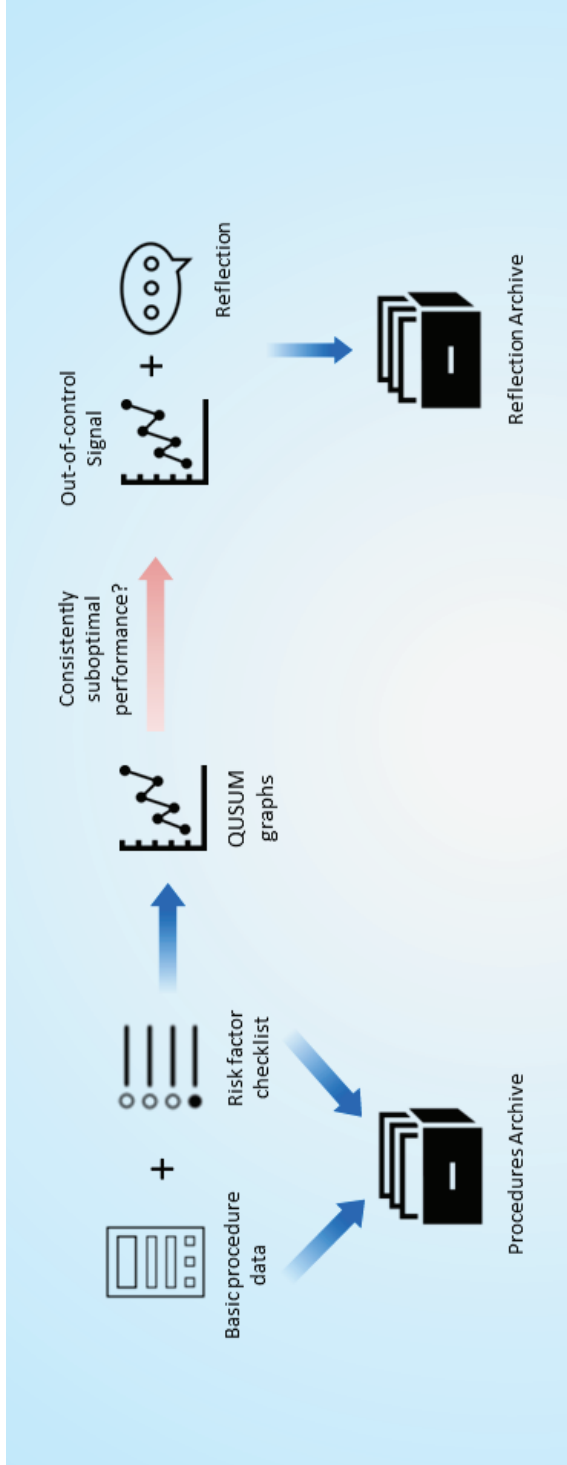 Basic procedure
data
+
Risk factor
checklist
Procedures Archive
QUSUM
graphs
Consistently
suboptimal
performance?
Out-of-control
Signal
+
Reflection
Reflection Archive